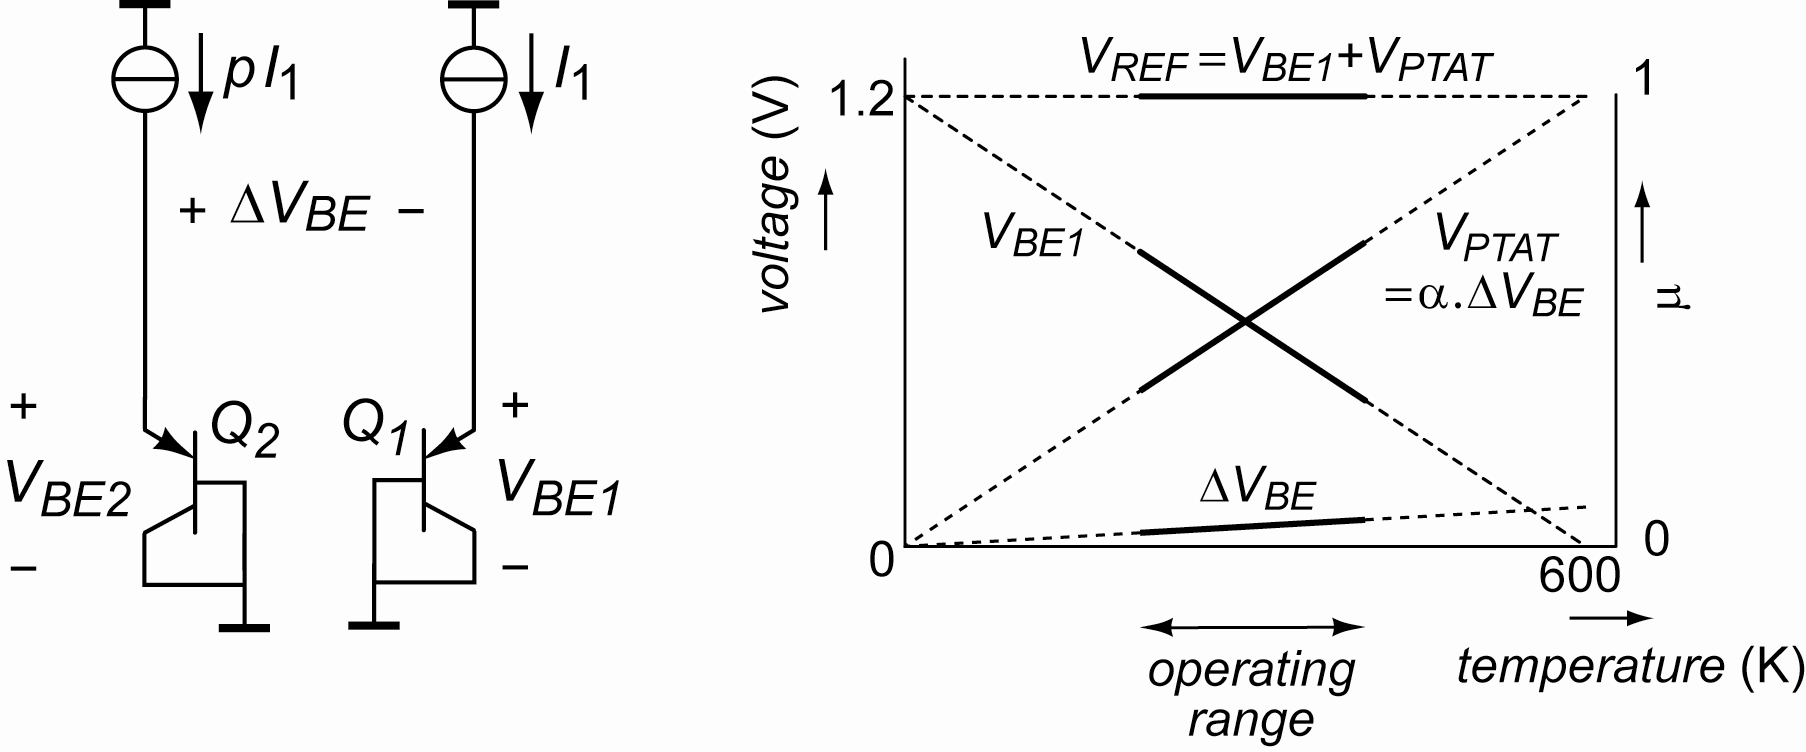 p I1
I1
+ ΔVBE −
+
Q2
Q1
+
VBE2
VBE1
−
−
VREF =VBE1+VPTAT
1
1.2
voltage (V)
VBE1
VPTAT
=α.ΔVBE
μ
ΔVBE
0
0
600
operating
range
temperature (K)